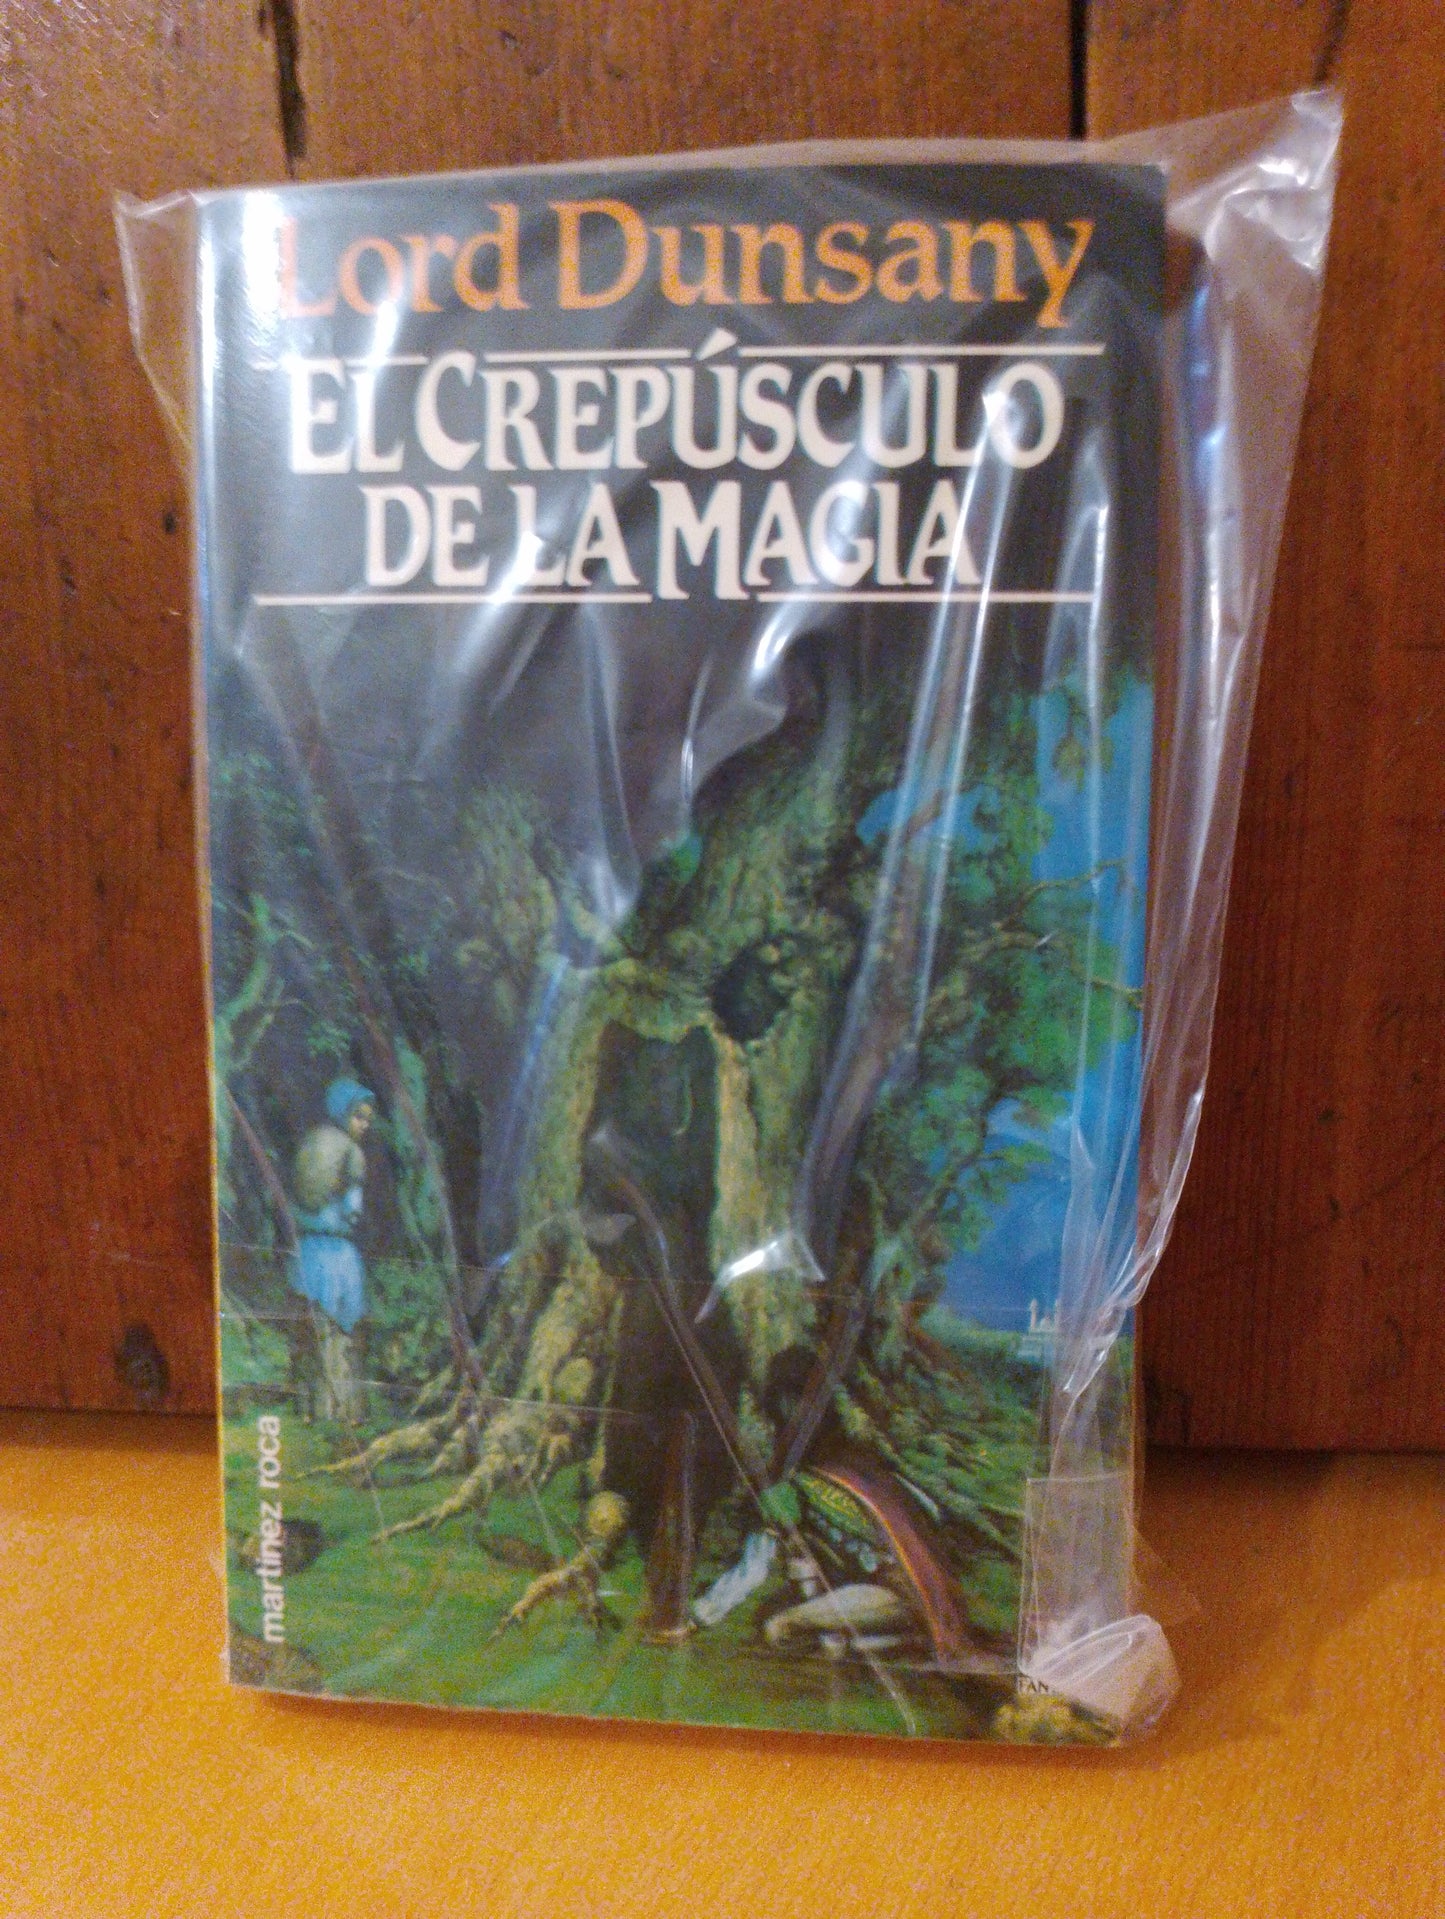 Lord Dunsany
EL CREPÚSCULO
DE LA MAGIA
martinez roca